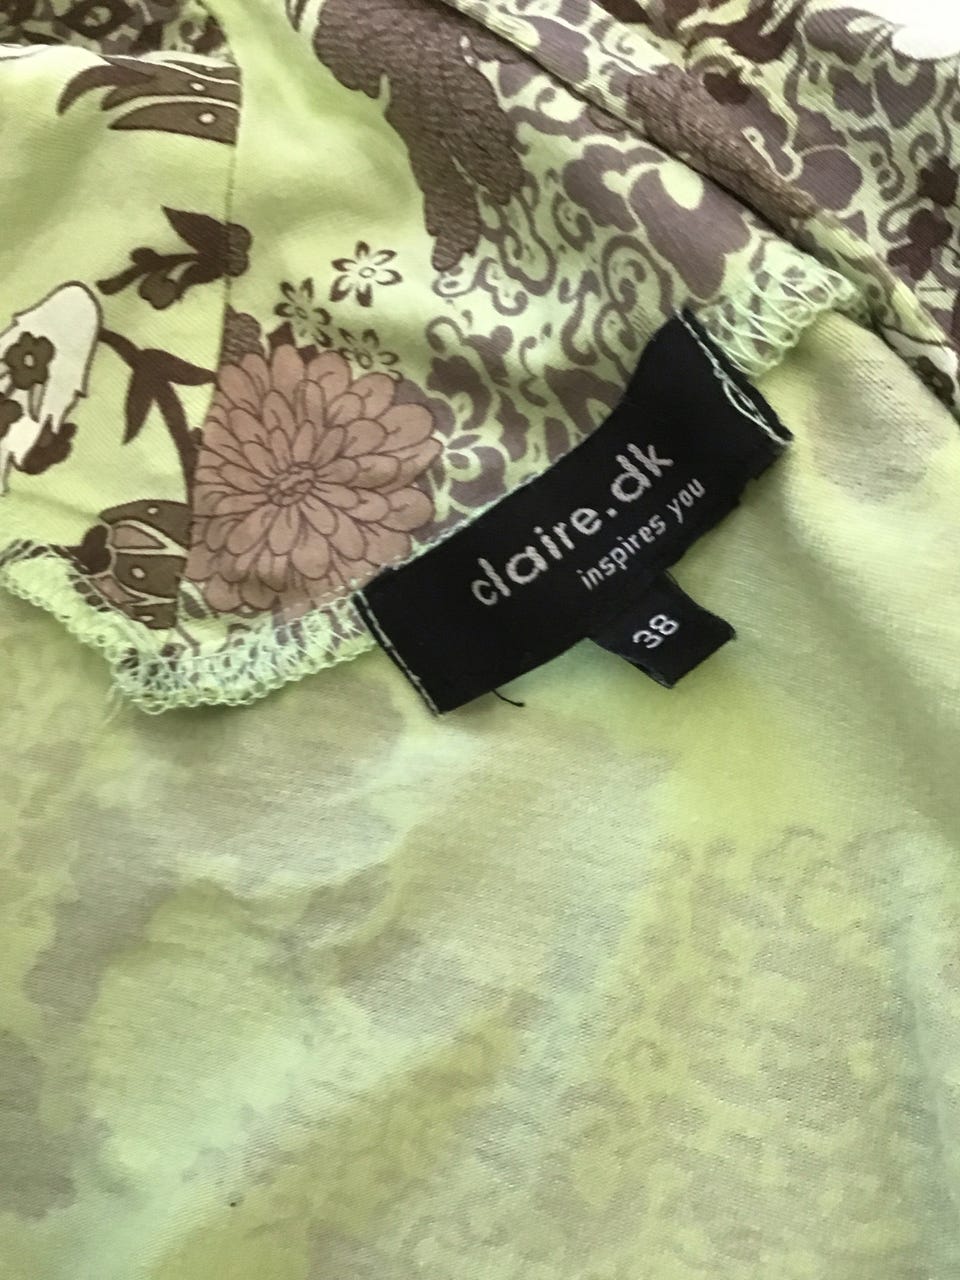 claire.dk
inspires you
38